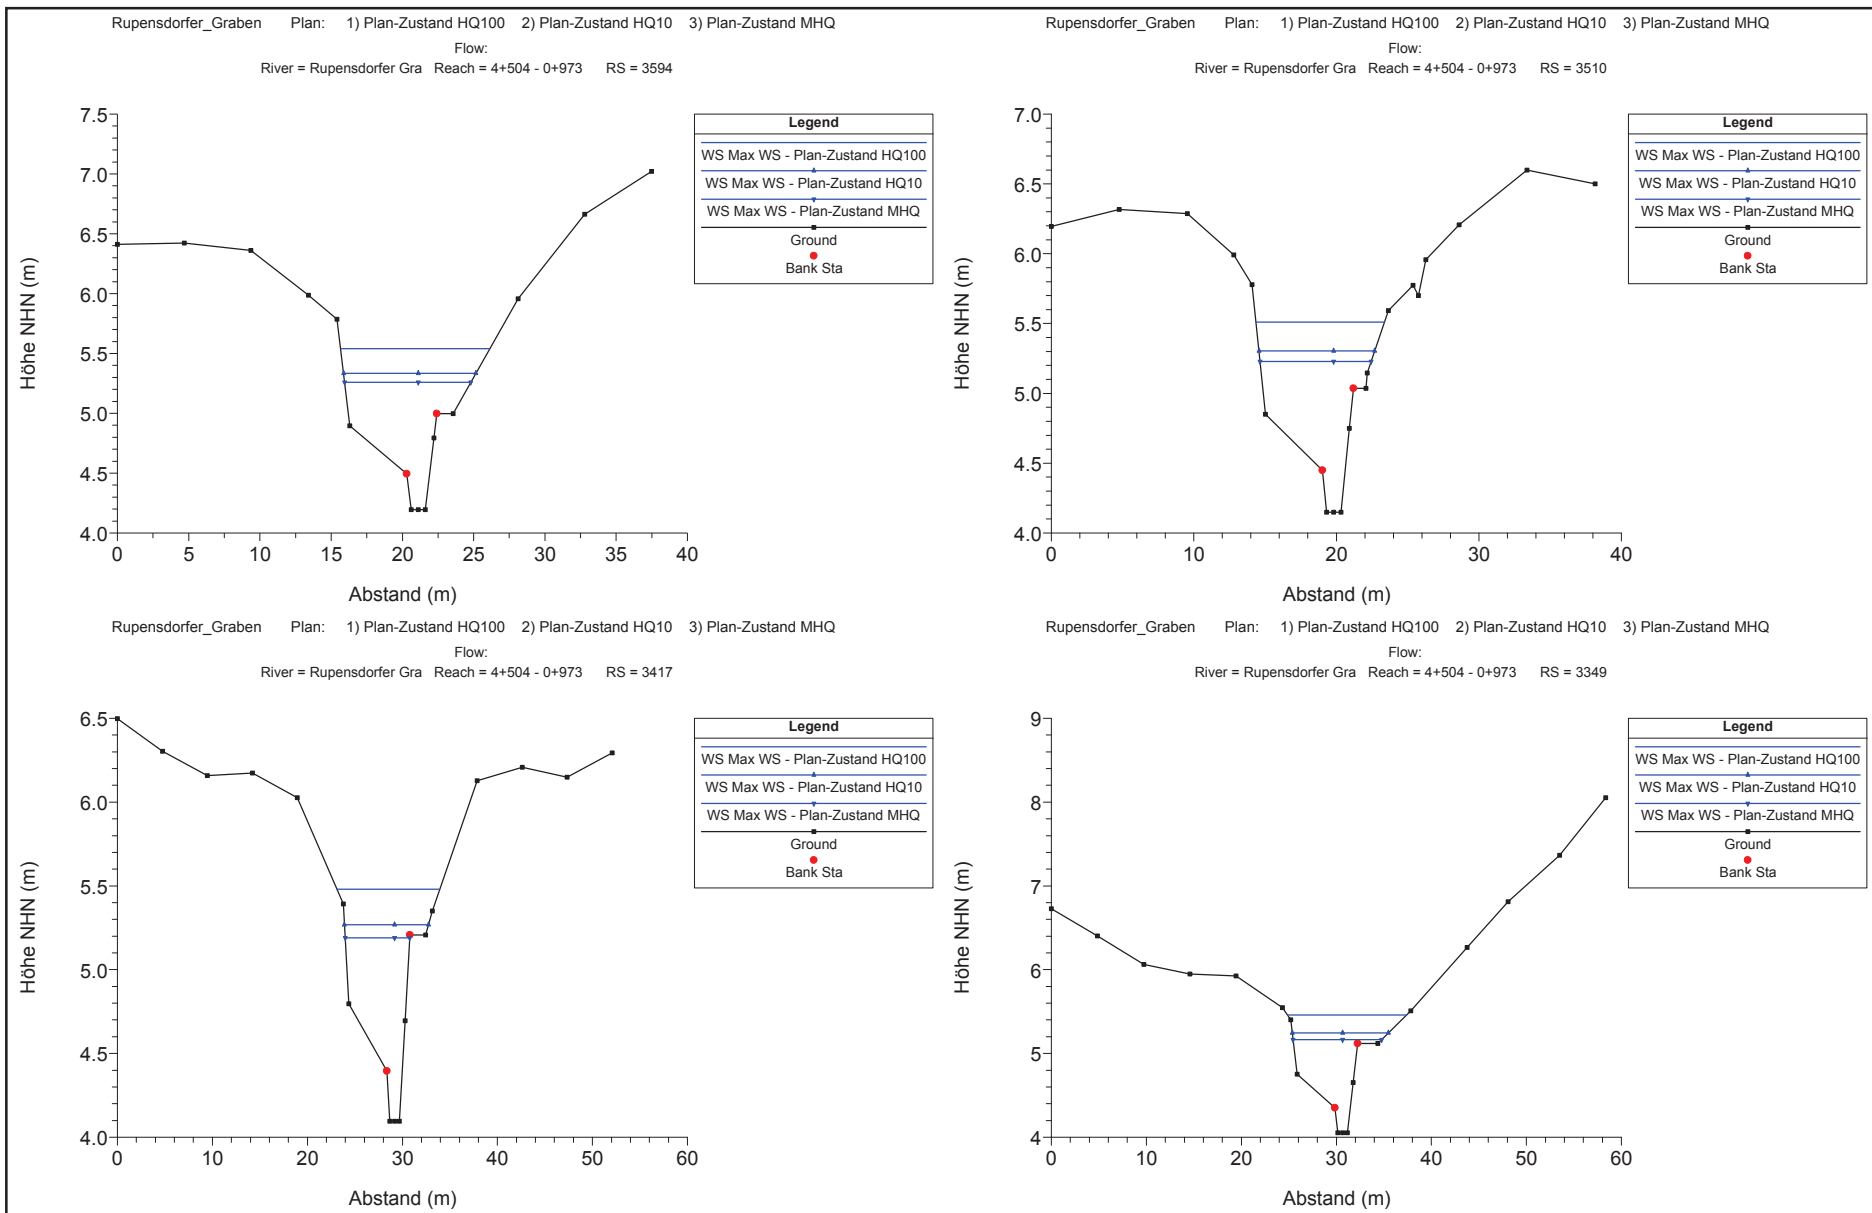 Rupensdorfer_Graben Plan: 1) Plan-Zustand HQ100 2) Plan-Zustand HQ10 3) Plan-Zustand MHQ
Flow:
River = Rupensdorfer Gra Reach = 4+504 - 0+973 RS = 3594
7.5
7.0
6.5
6.0
5.5
5.0
4.5
4.0
Höhe NHN (m)
0 5 10 15 20 25 30 35 40
Abstand (m)
Legend
WS Max WS - Plan-Zustand HQ100
WS Max WS - Plan-Zustand HQ10
WS Max WS - Plan-Zustand MHQ
Ground
Bank Sta
Rupensdorfer_Graben Plan: 1) Plan-Zustand HQ100 2) Plan-Zustand HQ10 3) Plan-Zustand MHQ
Flow:
River = Rupensdorfer Gra Reach = 4+504 - 0+973 RS = 3510
7.0
6.5
6.0
5.5
5.0
4.5
4.0
Höhe NHN (m)
0 10 20 30 40
Abstand (m)
Legend
WS Max WS - Plan-Zustand HQ100
WS Max WS - Plan-Zustand HQ10
WS Max WS - Plan-Zustand MHQ
Ground
Bank Sta
Rupensdorfer_Graben Plan: 1) Plan-Zustand HQ100 2) Plan-Zustand HQ10 3) Plan-Zustand MHQ
Flow:
River = Rupensdorfer Gra Reach = 4+504 - 0+973 RS = 3417
6.5
6.0
5.5
5.0
4.5
4.0
Höhe NHN (m)
0 10 20 30 40 50 60
Abstand (m)
Legend
WS Max WS - Plan-Zustand HQ100
WS Max WS - Plan-Zustand HQ10
WS Max WS - Plan-Zustand MHQ
Ground
Bank Sta
Rupensdorfer_Graben Plan: 1) Plan-Zustand HQ100 2) Plan-Zustand HQ10 3) Plan-Zustand MHQ
Flow:
River = Rupensdorfer Gra Reach = 4+504 - 0+973 RS = 3349
9
8
7
6
5
4
Höhe NHN (m)
0 10 20 30 40 50 60
Abstand (m)
Legend
WS Max WS - Plan-Zustand HQ100
WS Max WS - Plan-Zustand HQ10
WS Max WS - Plan-Zustand MHQ
Ground
Bank Sta